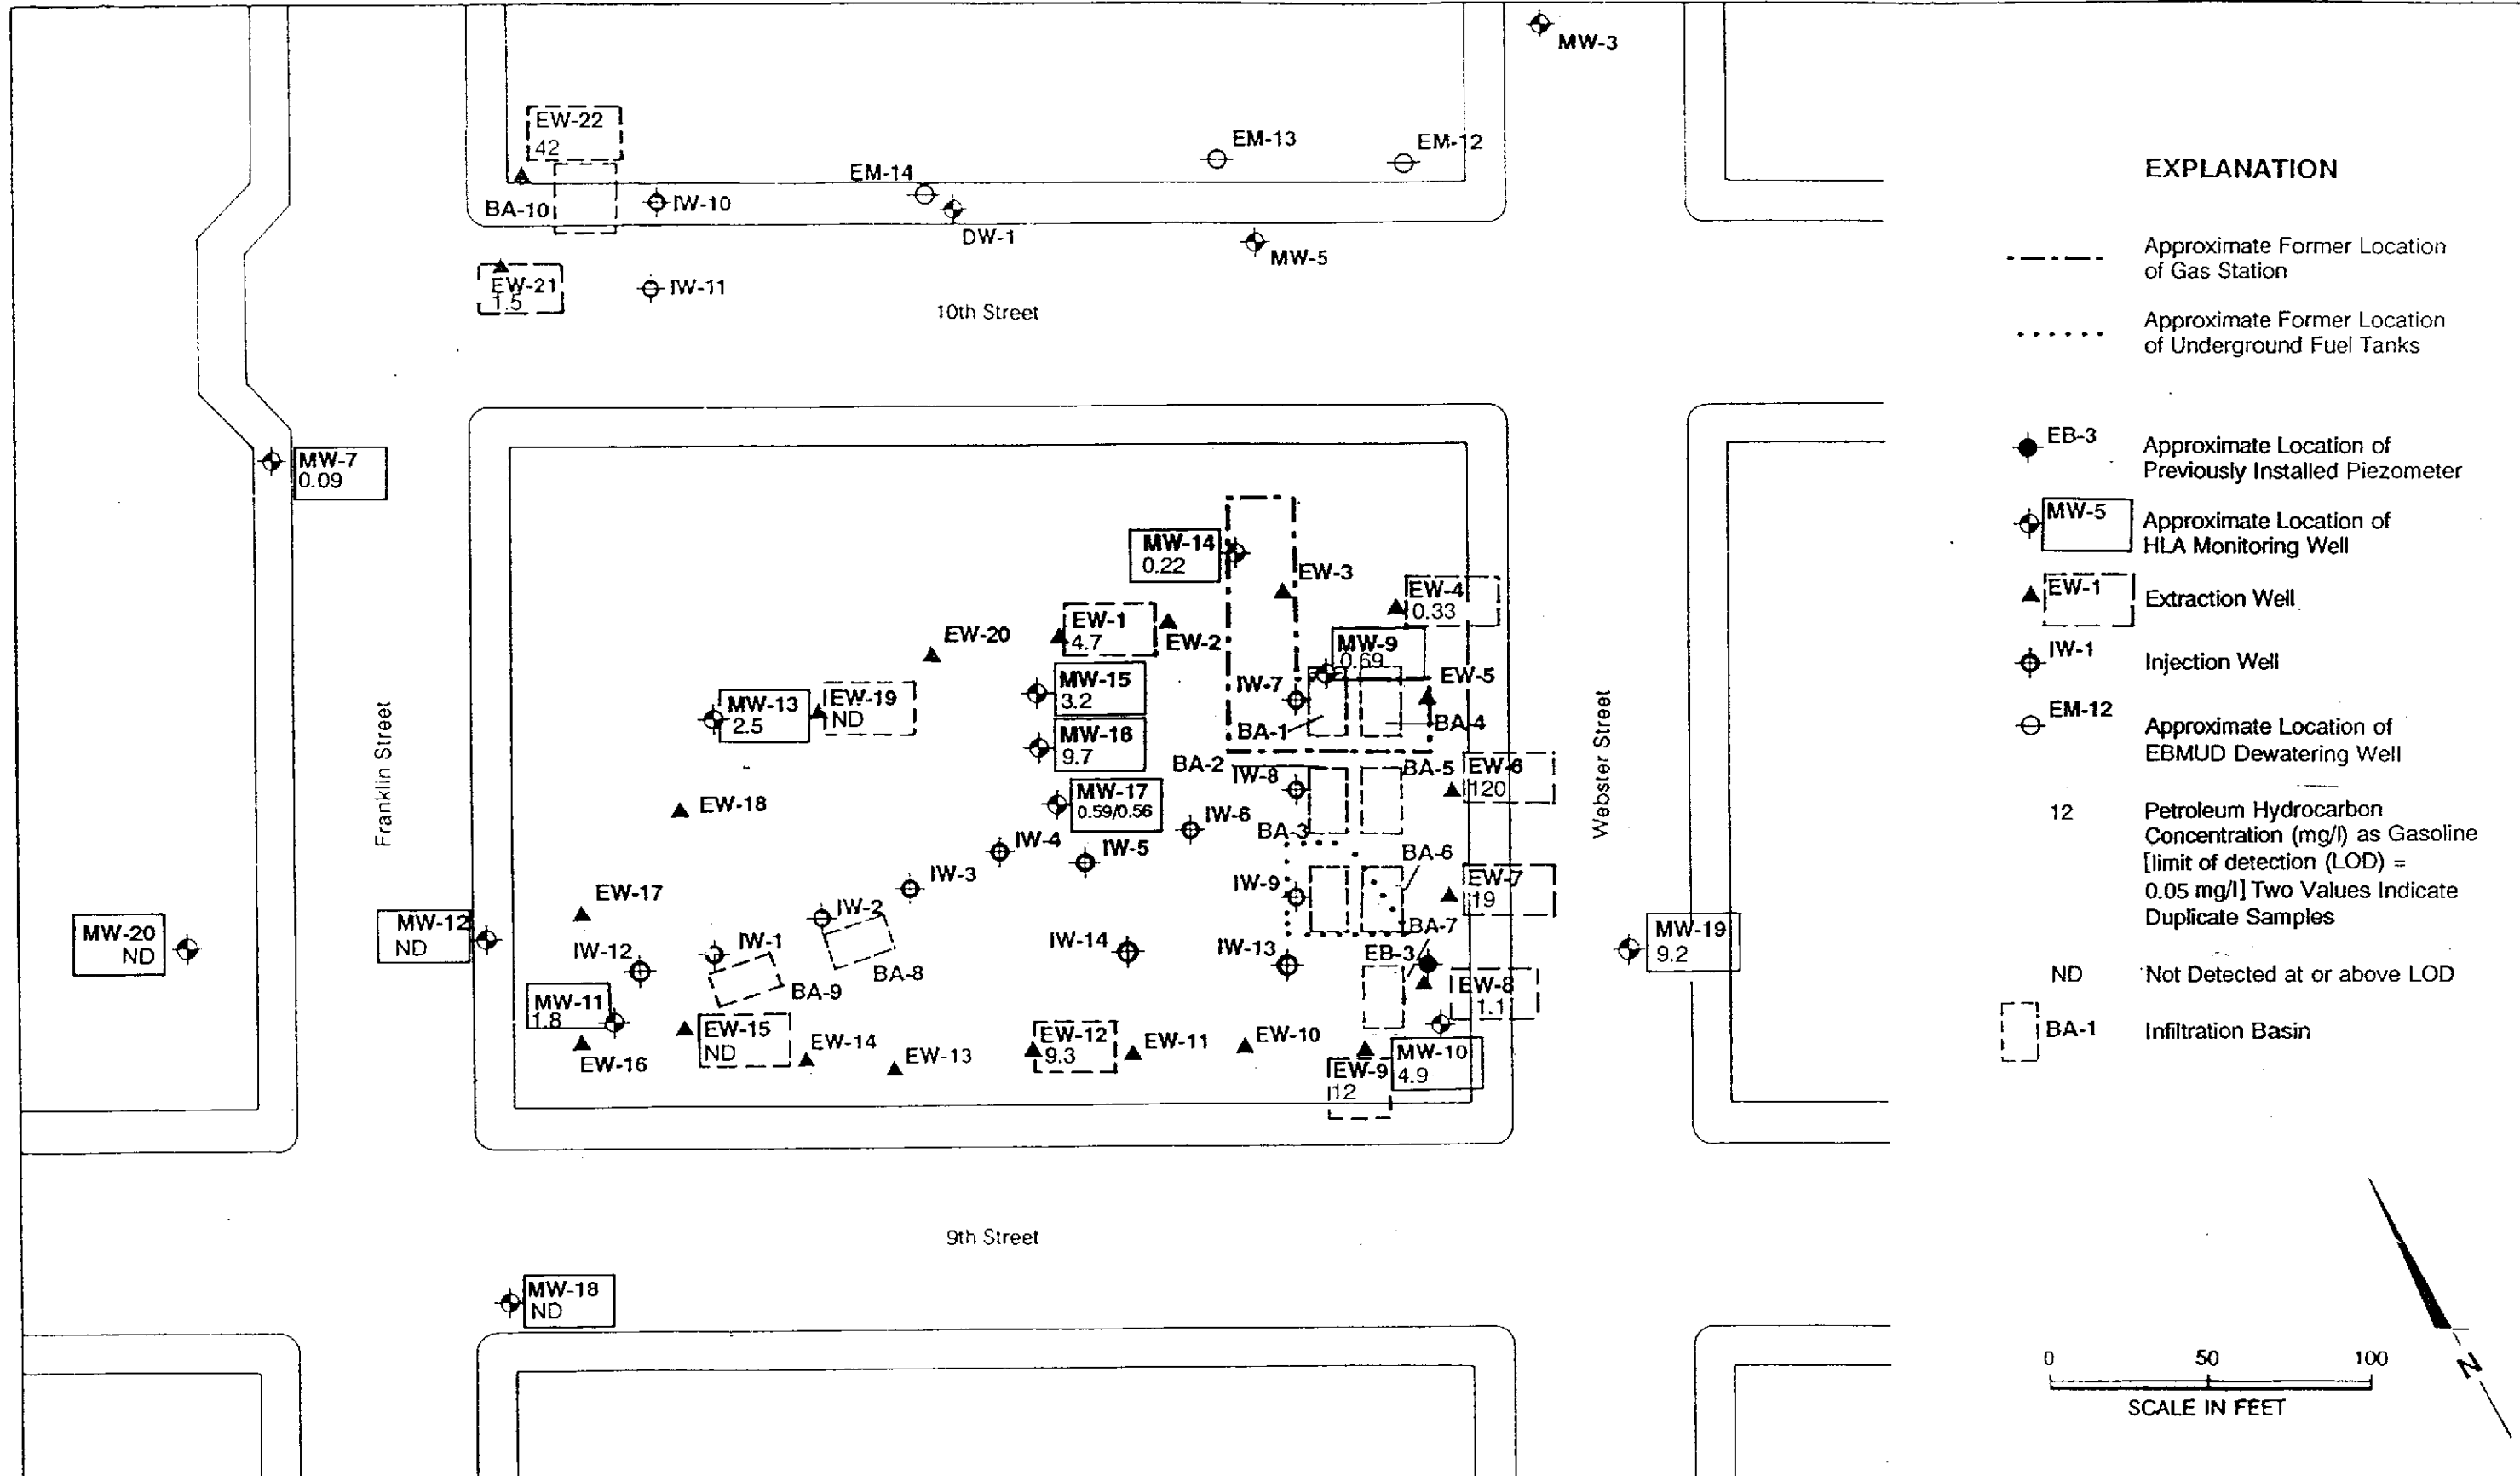 MW-3
EW-22
42
EM-13
EM-12
EM-14
BA-10
IW-10
DW-1
MW-5
EW-21
1.5
IW-11
10th Street
MW-7
0.09
MW-14
0.22
EW-3
EW-4
0.33
EW-1
4.7
EW-2
EW-20
MW-9
0.69
MW-15
3.2
IW-7
EW-5
MW-13
2.5
EW-19
ND
BA-1
BA-4
MW-16
9.7
BA-2
IW-8
BA-5
EW-6
120
EW-18
MW-17
0.59/0.56
IW-6
BA-3
IW-4
IW-5
BA-6
IW-3
IW-9
EW-7
19
EW-17
IW-2
BA-7
MW-20
ND
MW-12
ND
IW-12
IW-1
BA-8
IW-14
IW-13
EB-3
MW-19
9.2
BA-9
MW-11
1.8
EW-8
1.1
EW-16
EW-15
ND
EW-14
EW-13
EW-12
9.3
EW-11
EW-10
EW-9
12
MW-10
4.9
Franklin Street
Webster Street
9th Street
MW-18
ND
EXPLANATION
Approximate Former Location
of Gas Station
Approximate Former Location
of Underground Fuel Tanks
EB-3
Approximate Location of
Previously Installed Piezometer
MW-5
Approximate Location of
HLA Monitoring Well
EW-1
Extraction Well
IW-1
Injection Well
EM-12
Approximate Location of
EBMUD Dewatering Well
12
Petroleum Hydrocarbon
Concentration (mg/l) as Gasoline
[limit of detection (LOD) =
0.05 mg/l] Two Values Indicate
Duplicate Samples
ND
Not Detected at or above LOD
BA-1
Infiltration Basin
0 50 100
SCALE IN FEET
N